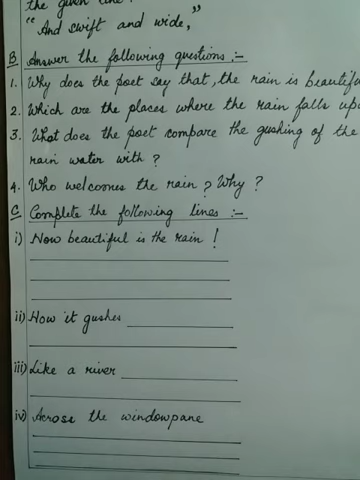 the given line?
"And swift and wide,"
B Answer the following questions :-
1. Why does the poet say that, the rain is beautiful
2. Which are the places where the rain falls upo
3. What does the poet compare the gushing of the
rain water with?
4. Who welcomes the rain? Why?
C Complete the following lines :-
i) How beautiful is the rain!
ii) How it gushes
iii) Like a river
iv) Across the windowpane